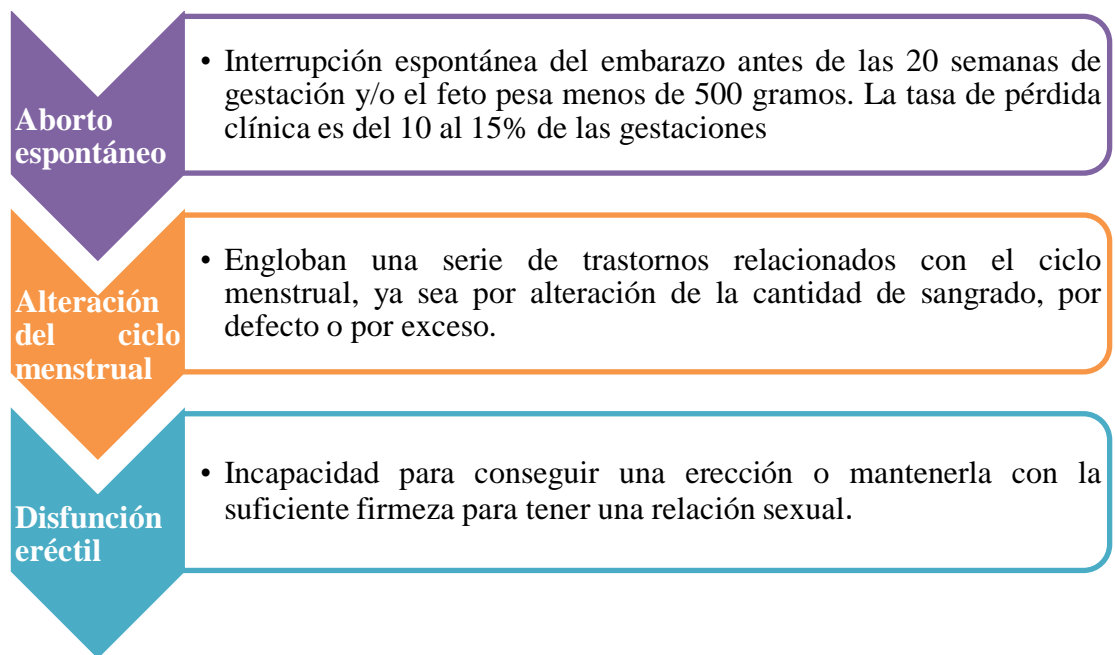 Aborto
espontáneo
• Interrupción espontánea del embarazo antes de las 20 semanas de
gestación y/o el feto pesa menos de 500 gramos. La tasa de pérdida
clínica es del 10 al 15% de las gestaciones
Alteración
del ciclo
menstrual
• Engloban una serie de trastornos relacionados con el ciclo
menstrual, ya sea por alteración de la cantidad de sangrado, por
defecto o por exceso.
Disfunción
eréctil
• Incapacidad para conseguir una erección o mantenerla con la
suficiente firmeza para tener una relación sexual.